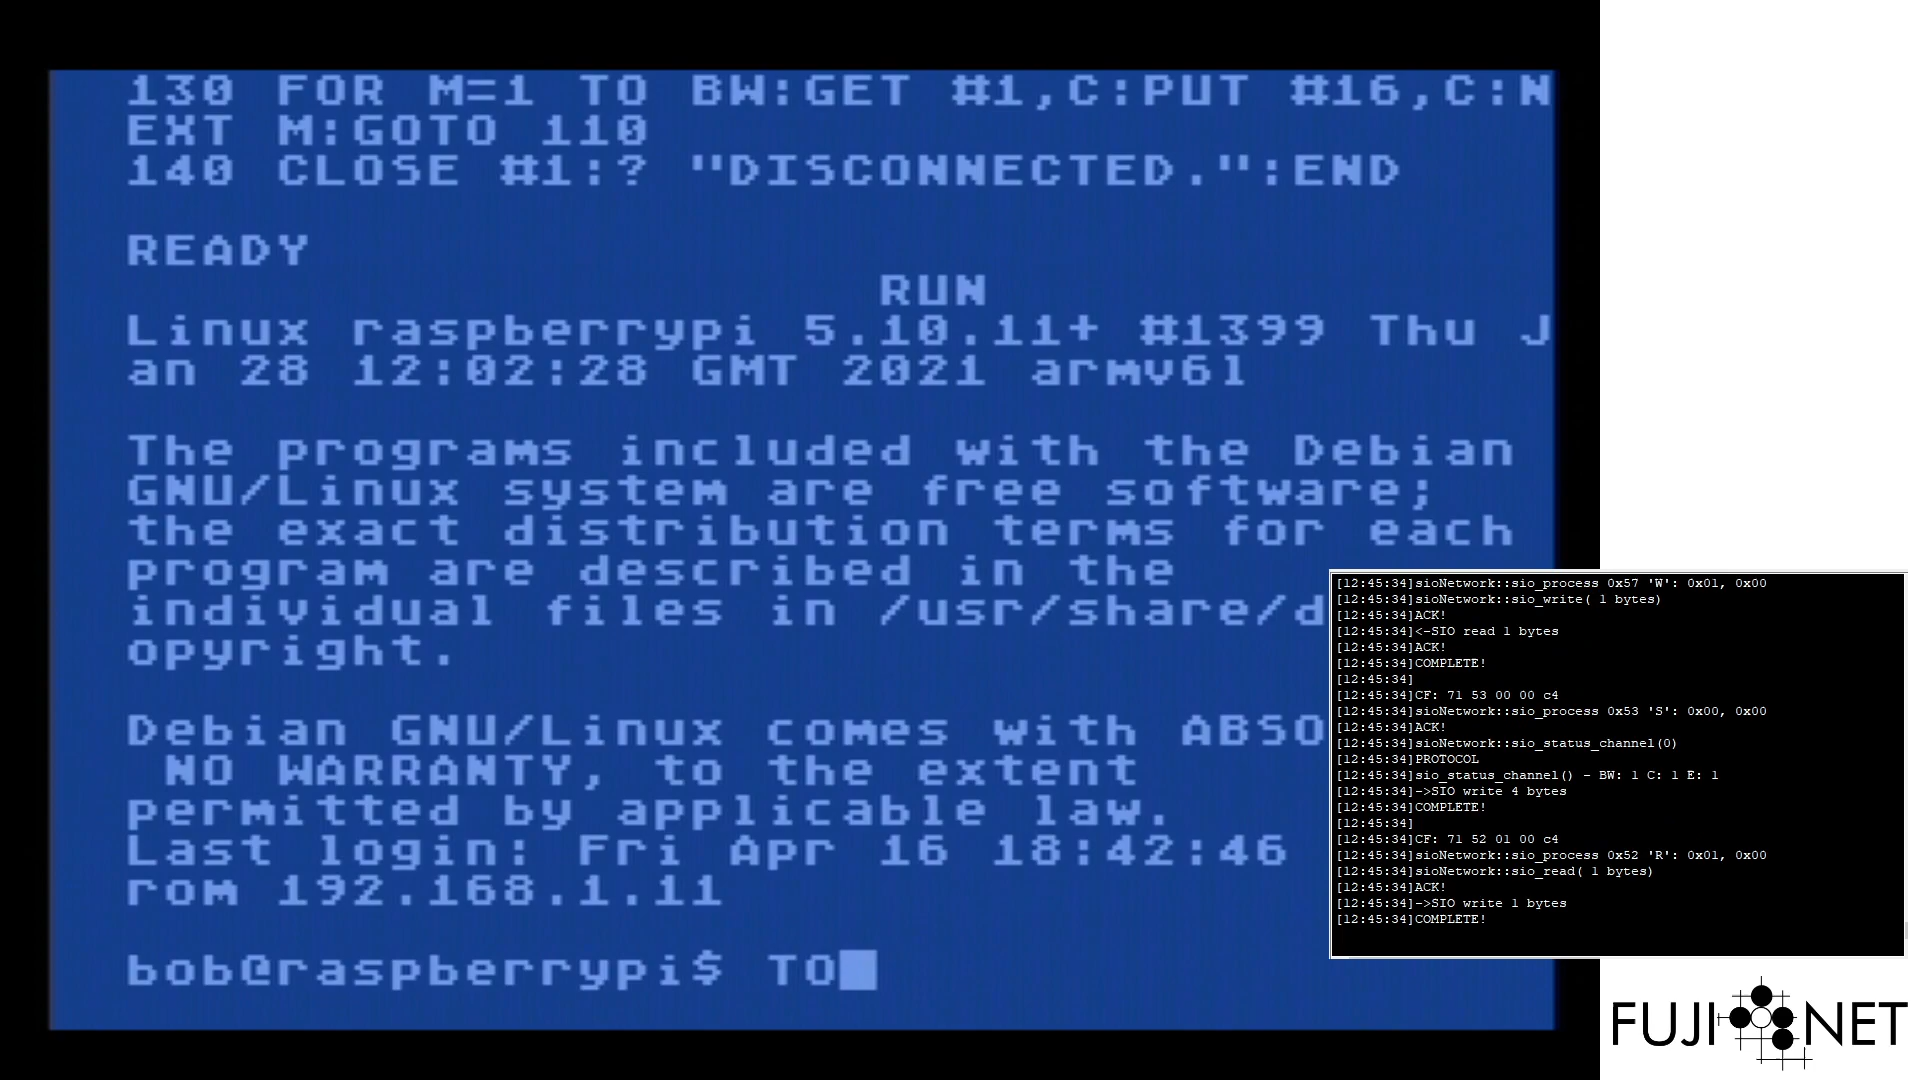 130 FOR M=1 TO BW:GET #1,C:PUT #16,C:N
EXT M:GOTO 110
140 CLOSE #1:? "DISCONNECTED.":END
READY
RUN
Linux raspberrypi 5.10.11+ #1399 Thu J
an 28 12:02:28 GMT 2021 armv6l
The programs included with the Debian
GNU/Linux system are free software;
the exact distribution terms for each
program are described in the
individual files in /usr/share/d
opyright.
Debian GNU/Linux comes with ABSO
NO WARRANTY, to the extent
permitted by applicable law.
Last login: Fri Apr 16 18:42:46
rom 192.168.1.11
bob@raspberrypi$ TO
[12:45:34]sioNetwork::sio_process 0x57 'W': 0x01, 0x00
[12:45:34]sioNetwork::sio_write( 1 bytes)
[12:45:34]ACK!
[12:45:34]<-SIO read 1 bytes
[12:45:34]ACK!
[12:45:34]COMPLETE!
[12:45:34]
[12:45:34]CF: 71 53 00 00 c4
[12:45:34]sioNetwork::sio_process 0x53 'S': 0x00, 0x00
[12:45:34]ACK!
[12:45:34]sioNetwork::sio_status_channel(0)
[12:45:34]PROTOCOL
[12:45:34]sio_status_channel() - BW: 1 C: 1 E: 1
[12:45:34]->SIO write 4 bytes
[12:45:34]COMPLETE!
[12:45:34]
[12:45:34]CF: 71 52 01 00 c4
[12:45:34]sioNetwork::sio_process 0x52 'R': 0x01, 0x00
[12:45:34]sioNetwork::sio_read( 1 bytes)
[12:45:34]ACK!
[12:45:34]->SIO write 1 bytes
[12:45:34]COMPLETE!
FUJI NET